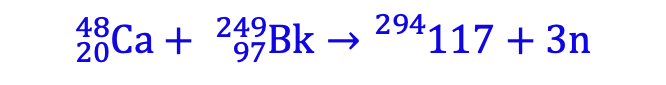 ⁴⁸₂₀Ca + ²⁴⁹₉₇Bk → ²⁹⁴117 + 3n